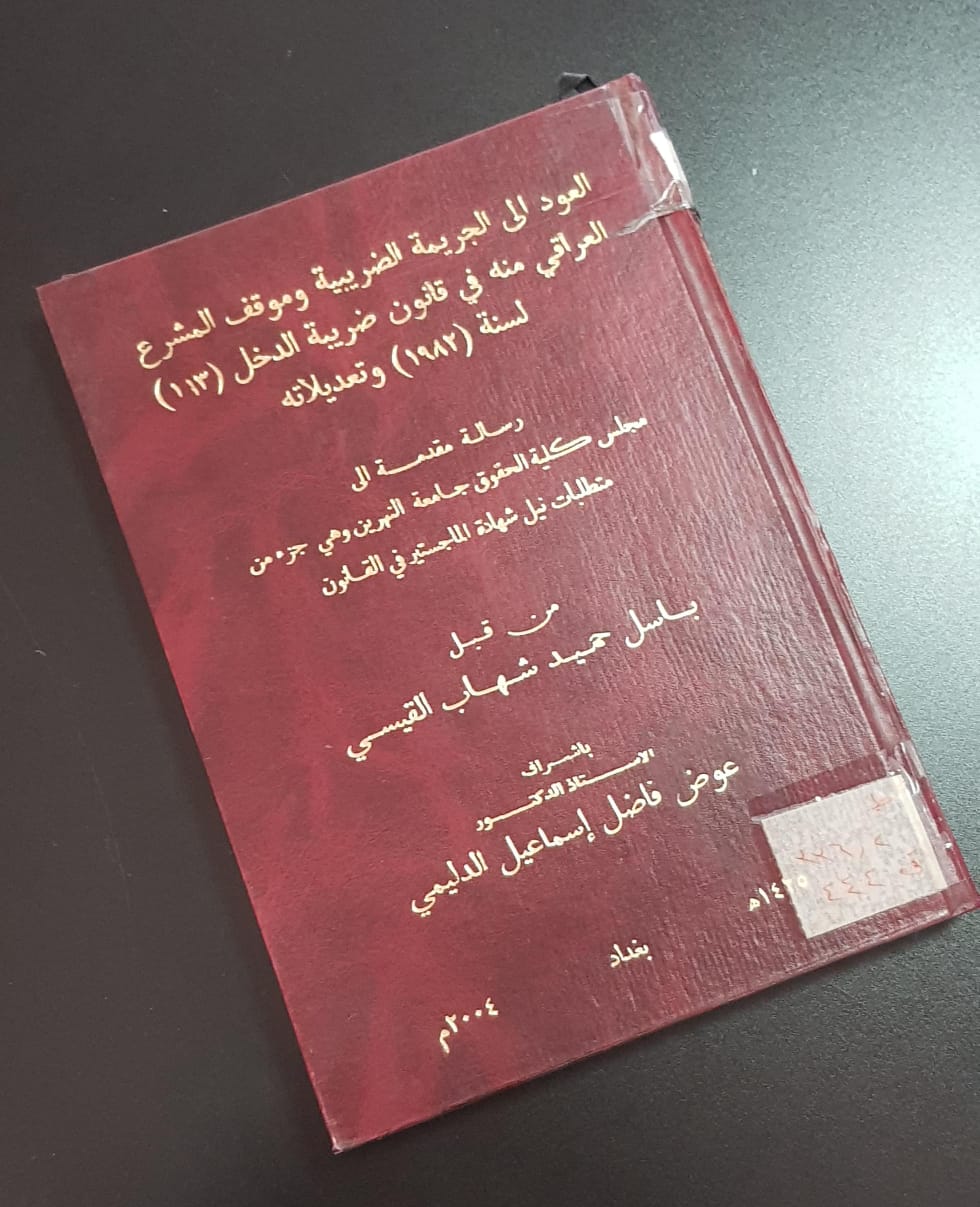 العود الى الجريمة الضريبية وموقف المشرع
العراقي منه في قانون ضريبة الدخل (١١٣)
لسنة (١٩٨٢) وتعديلاته
رسالة مقدمة الى
مجلس كلية الحقوق جامعة النهرين وهي جزء من
متطلبات نيل شهادة الماجستير في القانون
من قبل
باسل حميد شهاب القيسي
باشراف
الاستاذ الدكتور
عوض فاضل إسماعيل الدليمي
١٤٢٥ه
بغداد
٢٠٠٤م